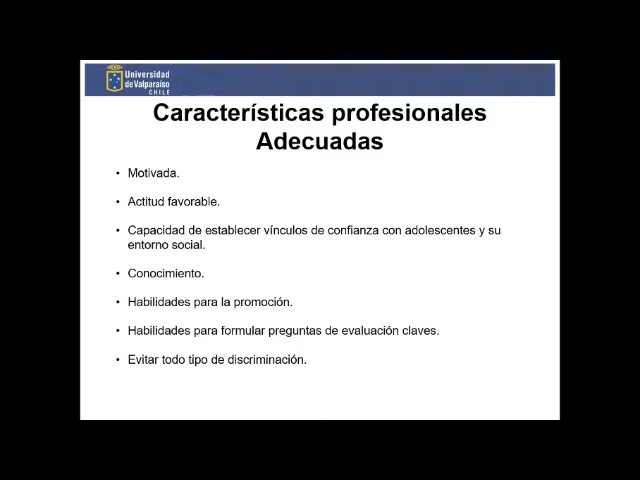 Universidad
de Valparaíso
CHILE
Características profesionales
Adecuadas
• Motivada.
• Actitud favorable.
• Capacidad de establecer vínculos de confianza con adolescentes y su
entorno social.
• Conocimiento.
• Habilidades para la promoción.
• Habilidades para formular preguntas de evaluación claves.
• Evitar todo tipo de discriminación.